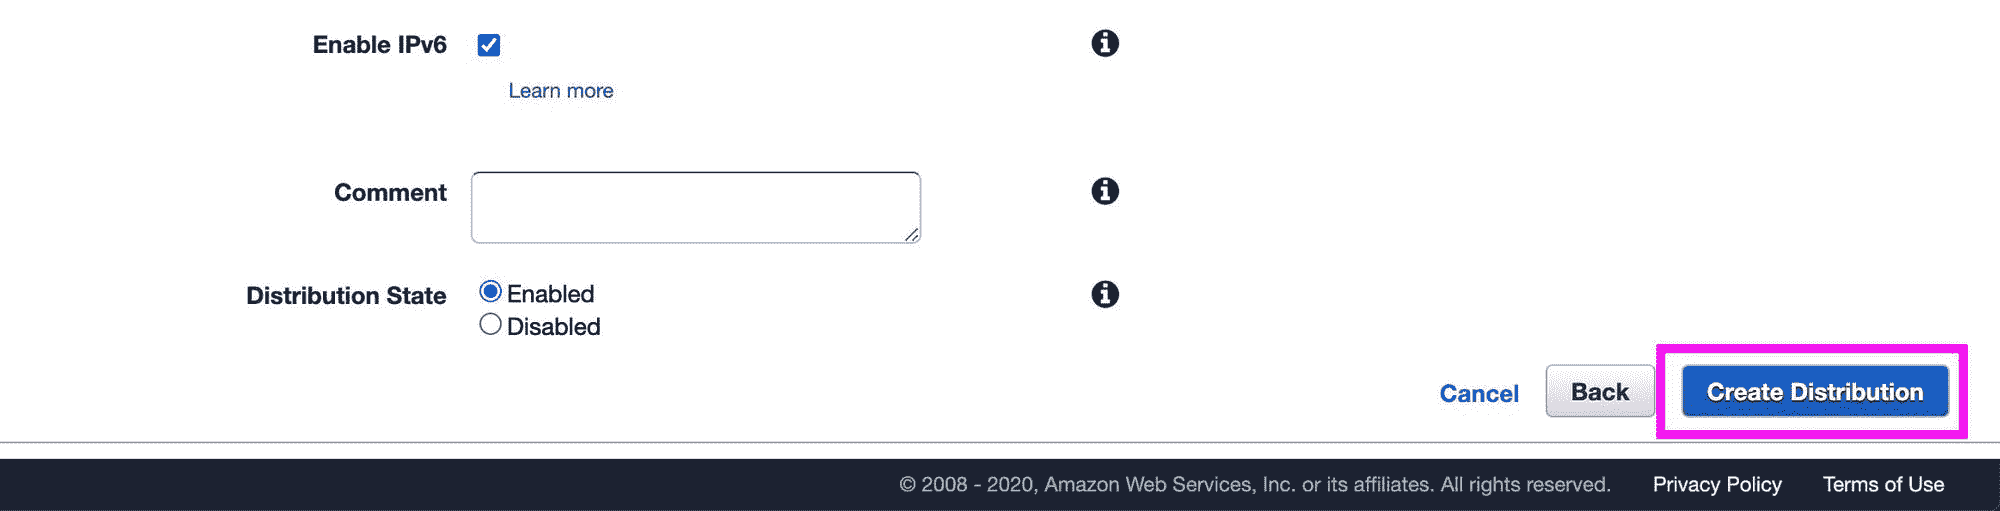 Enable IPv6
Learn more
Comment
Distribution State
Enabled
Disabled
Cancel
Back
Create Distribution
© 2008 - 2020, Amazon Web Services, Inc. or its affiliates. All rights reserved.
Privacy Policy
Terms of Use